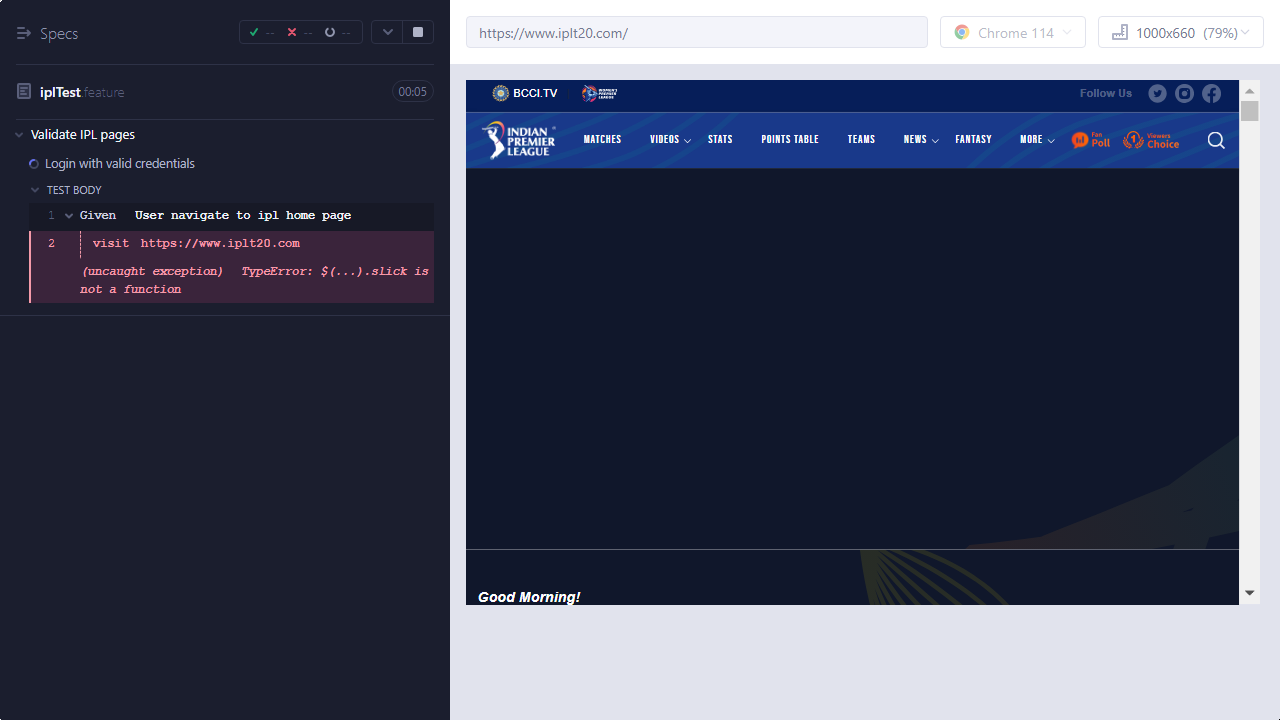 Specs
-- -- --
iplTest.feature 00:05
Validate IPL pages
Login with valid credentials
TEST BODY
1 Given User navigate to ipl home page
2 visit https://www.iplt20.com
(uncaught exception) TypeError: $(...).slick is
not a function
https://www.iplt20.com/ Chrome 114 1000x660 (79%)
BCCI.TV WOMEN'S PREMIER LEAGUE Follow Us
INDIAN PREMIER LEAGUE
MATCHES VIDEOS STATS POINTS TABLE TEAMS NEWS FANTASY MORE Fan Poll Viewers Choice
Good Morning!